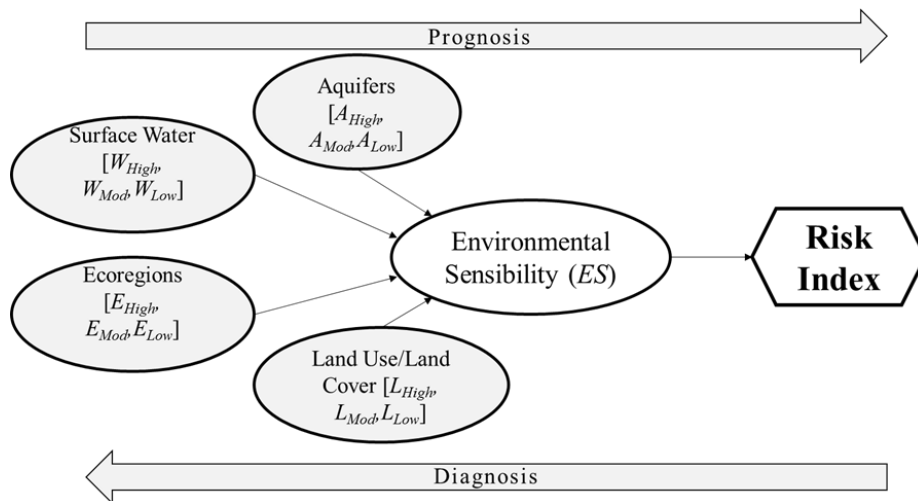 Prognosis
Aquifers
[A_High,
A_Mod,A_Low]
Surface Water
[W_High,
W_Mod,W_Low]
Environmental
Sensibility (ES)
Risk
Index
Ecoregions
[E_High,
E_Mod,E_Low]
Land Use/Land
Cover [L_High,
L_Mod,L_Low]
Diagnosis